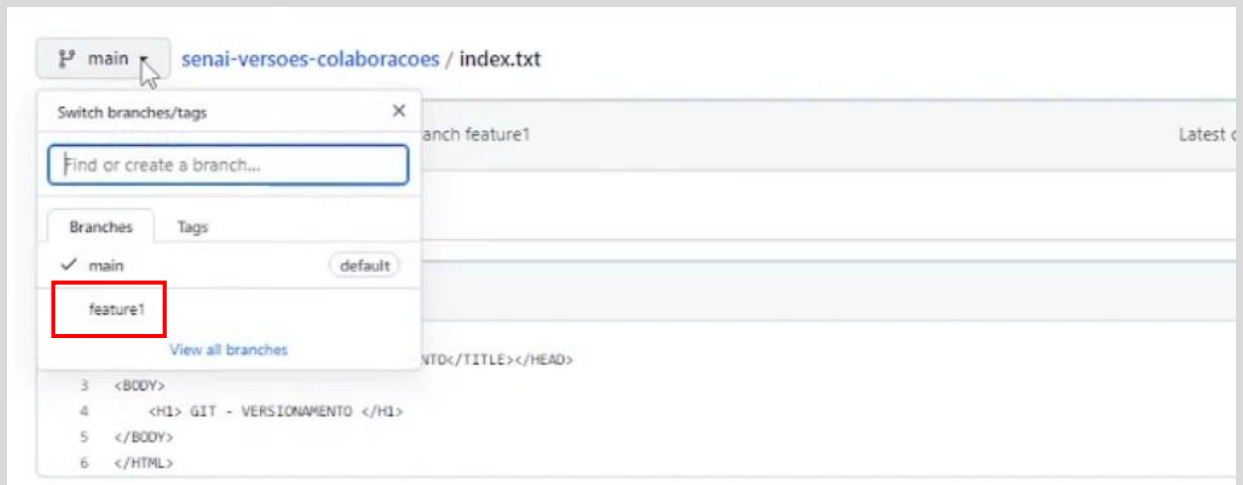 main senai-versoes-colaboracoes / index.txt
Switch branches/tags
anch feature1 Latest
Find or create a branch...
Branches Tags
main default
feature1
View all branches
NTO</TITLE></HEAD>
3 <BODY>
4 <H1> GIT - VERSIONAMENTO </H1>
5 </BODY>
6 </HTML>